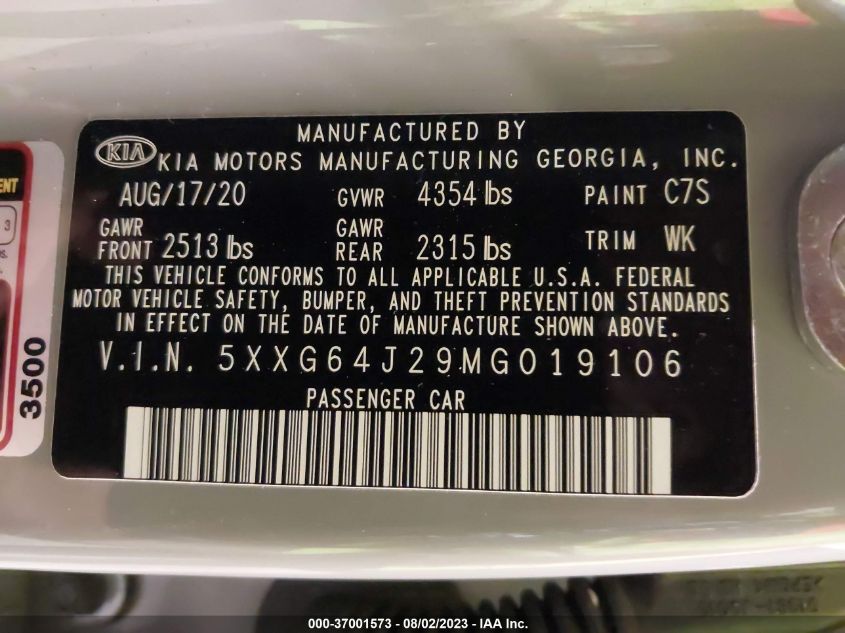 MANUFACTURED BY
KIA KIA MOTORS MANUFACTURING GEORGIA, INC.
AUG/17/20 GVWR 4354 lbs PAINT C7S
GAWR FRONT 2513 lbs GAWR REAR 2315 lbs TRIM WK
THIS VEHICLE CONFORMS TO ALL APPLICABLE U.S.A. FEDERAL
MOTOR VEHICLE SAFETY, BUMPER, AND THEFT PREVENTION STANDARDS
IN EFFECT ON THE DATE OF MANUFACTURE SHOWN ABOVE.
V.I.N. 5XXG64J29MG019106
PASSENGER CAR
3
3500
000-37001573 - 08/02/2023 - IAA Inc.